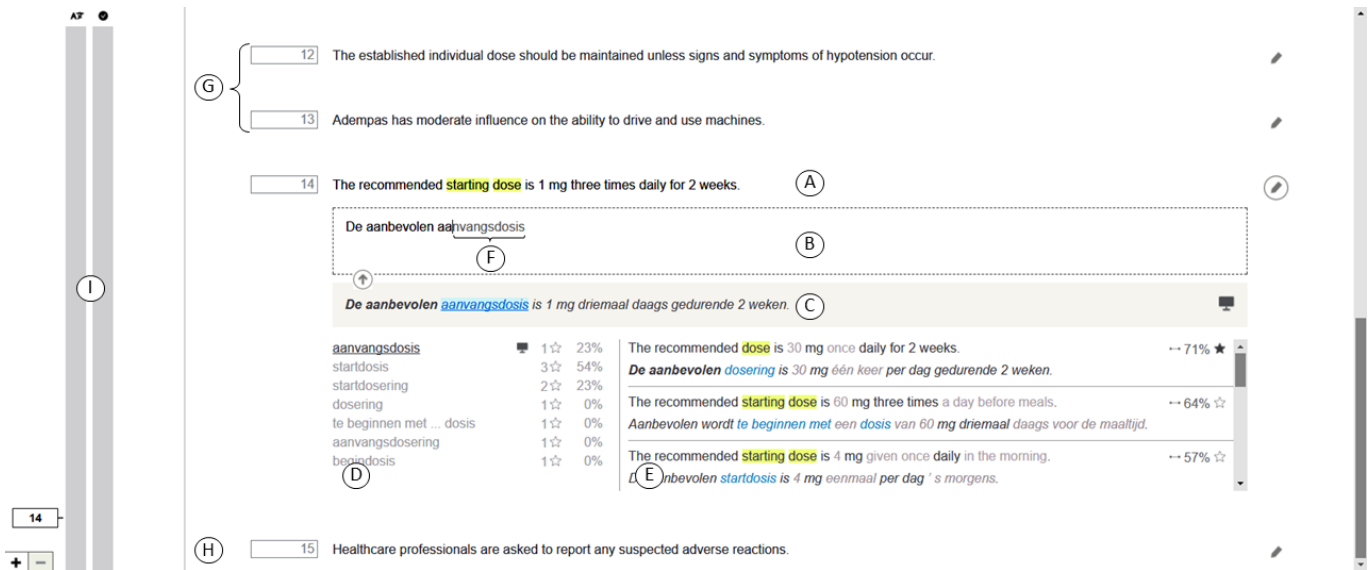 A文
12 The established individual dose should be maintained unless signs and symptoms of hypotension occur.
G
13 Adempas has moderate influence on the ability to drive and use machines.
14 The recommended starting dose is 1 mg three times daily for 2 weeks. A
De aanbevolen aanvangsdosis
B
F
I
De aanbevolen aanvangsdosis is 1 mg driemaal daags gedurende 2 weken. C
aanvangsdosis 1☆ 23%
startdosis 3☆ 54%
startdosering 2☆ 23%
dosering 1☆ 0%
te beginnen met ... dosis 1☆ 0%
aanvangsdosering 1☆ 0%
begindosis 1☆ 0%
D
The recommended dose is 30 mg once daily for 2 weeks. ↔71% ★
De aanbevolen dosering is 30 mg één keer per dag gedurende 2 weken.
The recommended starting dose is 60 mg three times a day before meals. ↔64% ☆
Aanbevolen wordt te beginnen met een dosis van 60 mg driemaal daags voor de maaltijd.
The recommended starting dose is 4 mg given once daily in the morning. ↔57% ☆
D nbevolen startdosis is 4 mg eenmaal per dag ' s morgens.
E
14
H 15 Healthcare professionals are asked to report any suspected adverse reactions.
+ −